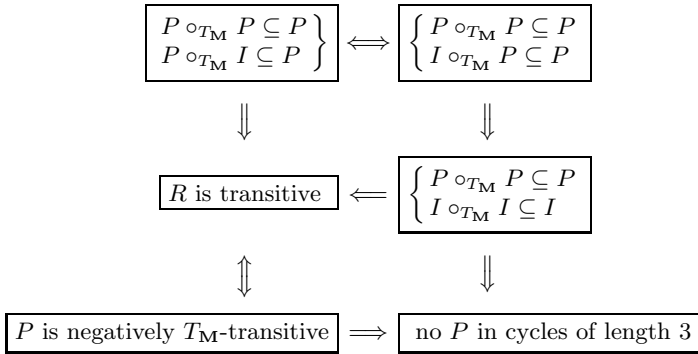 P ∘_{T_M} P ⊆ P
P ∘_{T_M} I ⊆ P } ⟺ { P ∘_{T_M} P ⊆ P
I ∘_{T_M} P ⊆ P
⇓ ⇓
R is transitive ⟸ { P ∘_{T_M} P ⊆ P
I ∘_{T_M} I ⊆ I
⇕ ⇓
P is negatively T_M-transitive ⟹ no P in cycles of length 3